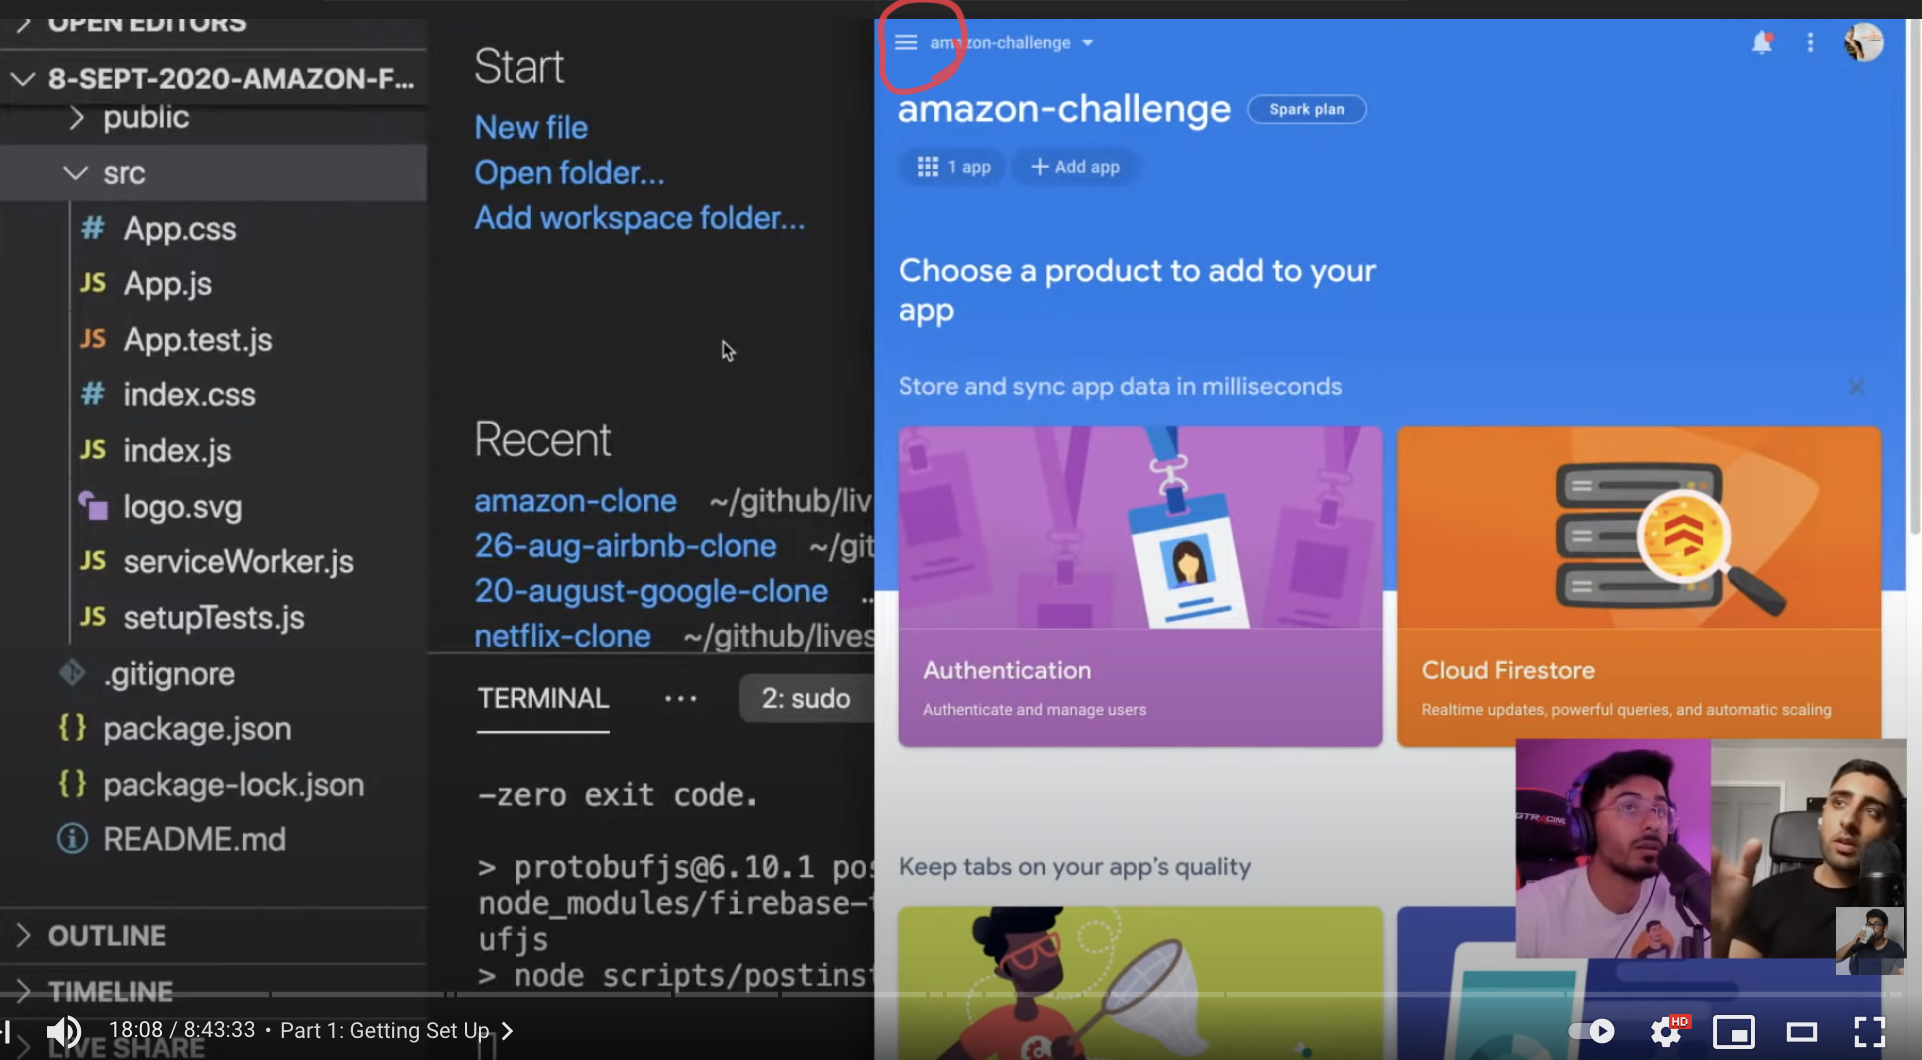 OPEN EDITORS
8-SEPT-2020-AMAZON-F...
public
src
App.css
App.js
App.test.js
index.css
index.js
logo.svg
serviceWorker.js
setupTests.js
.gitignore
package.json
package-lock.json
README.md
OUTLINE
TIMELINE
LIVE SHARE
Start
New file
Open folder...
Add workspace folder...
Recent
amazon-clone ~/github/liv
26-aug-airbnb-clone ~/git
20-august-google-clone ..
netflix-clone ~/github/lives
TERMINAL ... 2: sudo
-zero exit code.
> protobufjs@6.10.1 pos
node_modules/firebase-
ufjs
> node scripts/postinst
amazon-challenge
amazon-challenge Spark plan
1 app + Add app
Choose a product to add to your
app
Store and sync app data in milliseconds
Authentication
Authenticate and manage users
Cloud Firestore
Realtime updates, powerful queries, and automatic scaling
Keep tabs on your app's quality
GTRACING
18:08 / 8:43:33 • Part 1: Getting Set Up
HD